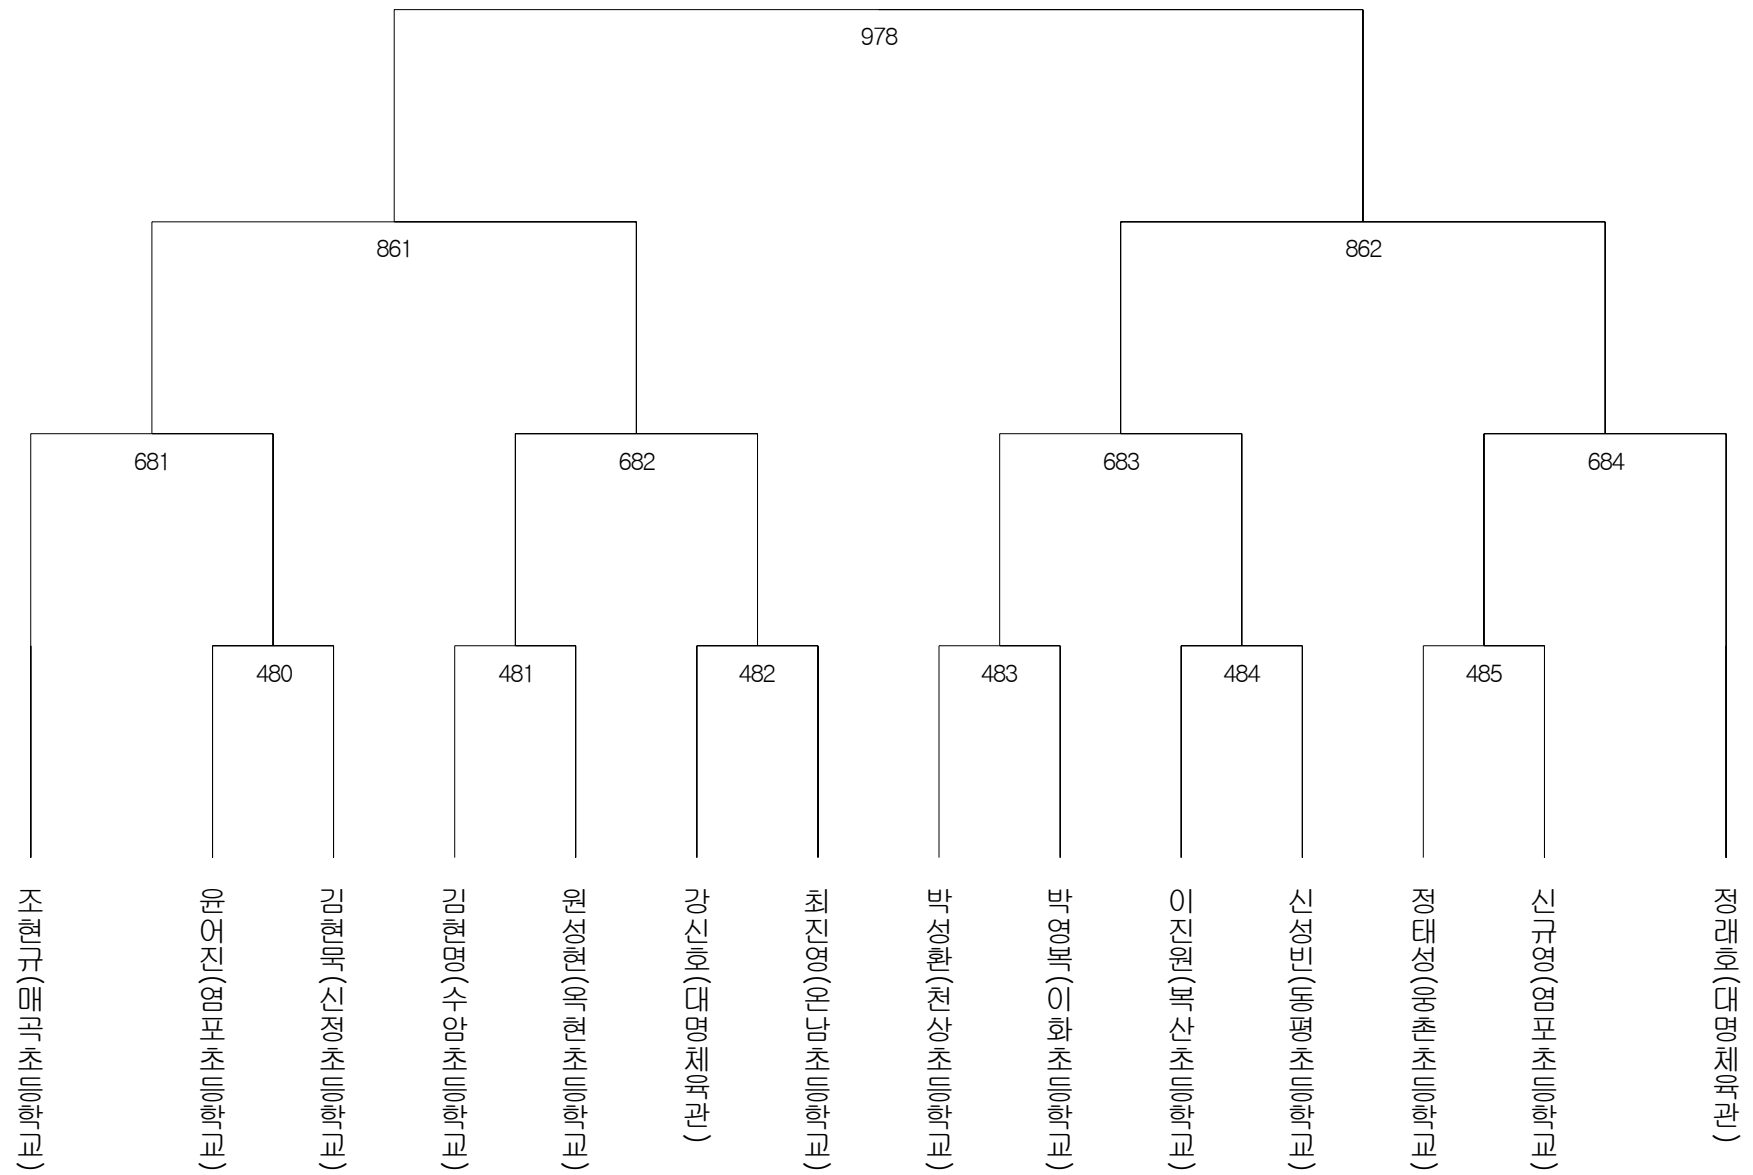 978
861
862
681
682
683
684
480
481
482
483
484
485
조현규(매곡초등학교)
윤어진(염포초등학교)
김현묵(신정초등학교)
김현명(수암초등학교)
원성현(옥현초등학교)
강신호(대명체육관)
최진영(온남초등학교)
박성환(천상초등학교)
박영복(이화초등학교)
이진원(복산초등학교)
신성빈(동평초등학교)
정태성(웅촌초등학교)
신규영(염포초등학교)
정래호(대명체육관)